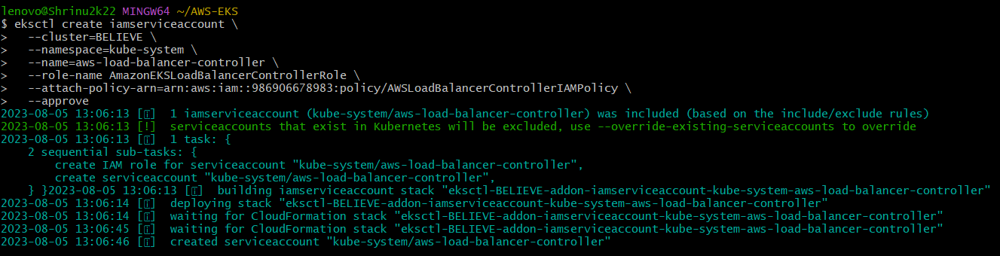 lenovo@Shrinu2k22 MINGW64 ~/AWS-EKS
$ eksctl create iamserviceaccount \
>   --cluster=BELIEVE \
>   --namespace=kube-system \
>   --name=aws-load-balancer-controller \
>   --role-name AmazonEKSLoadBalancerControllerRole \
>   --attach-policy-arn=arn:aws:iam::986906678983:policy/AWSLoadBalancerControllerIAMPolicy \
>   --approve
2023-08-05 13:06:13 [ℹ]  1 iamserviceaccount (kube-system/aws-load-balancer-controller) was included (based on the include/exclude rules)
2023-08-05 13:06:13 [!]  serviceaccounts that exist in Kubernetes will be excluded, use --override-existing-serviceaccounts to override
2023-08-05 13:06:13 [ℹ]  1 task: {
    2 sequential sub-tasks: {
        create IAM role for serviceaccount "kube-system/aws-load-balancer-controller",
        create serviceaccount "kube-system/aws-load-balancer-controller",
    } }2023-08-05 13:06:13 [ℹ]  building iamserviceaccount stack "eksctl-BELIEVE-addon-iamserviceaccount-kube-system-aws-load-balancer-controller"
2023-08-05 13:06:14 [ℹ]  deploying stack "eksctl-BELIEVE-addon-iamserviceaccount-kube-system-aws-load-balancer-controller"
2023-08-05 13:06:14 [ℹ]  waiting for CloudFormation stack "eksctl-BELIEVE-addon-iamserviceaccount-kube-system-aws-load-balancer-controller"
2023-08-05 13:06:45 [ℹ]  waiting for CloudFormation stack "eksctl-BELIEVE-addon-iamserviceaccount-kube-system-aws-load-balancer-controller"
2023-08-05 13:06:46 [ℹ]  created serviceaccount "kube-system/aws-load-balancer-controller"